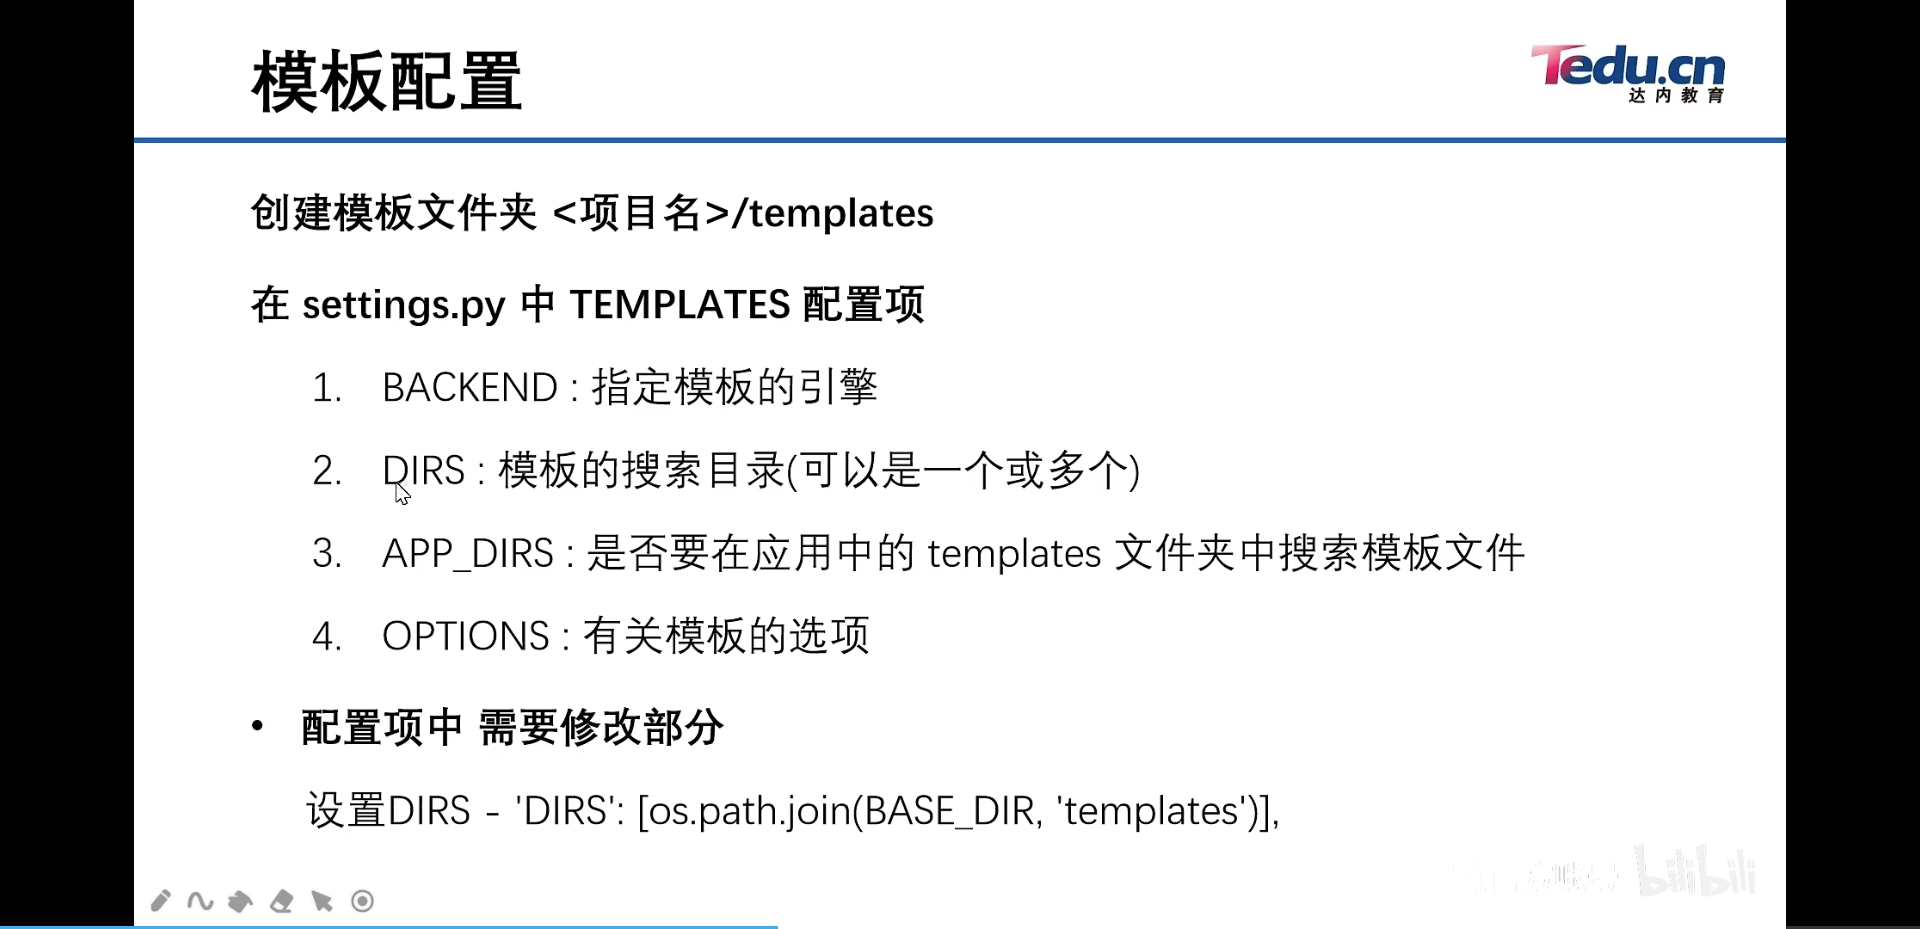 模板配置
Tedu.cn
达内教育
创建模板文件夹 <项目名>/templates
在 settings.py 中 TEMPLATES 配置项
1. BACKEND : 指定模板的引擎
2. DIRS : 模板的搜索目录(可以是一个或多个)
3. APP_DIRS : 是否要在应用中的 templates 文件夹中搜索模板文件
4. OPTIONS : 有关模板的选项
• 配置项中 需要修改部分
设置DIRS - 'DIRS': [os.path.join(BASE_DIR, 'templates')],
bilibili